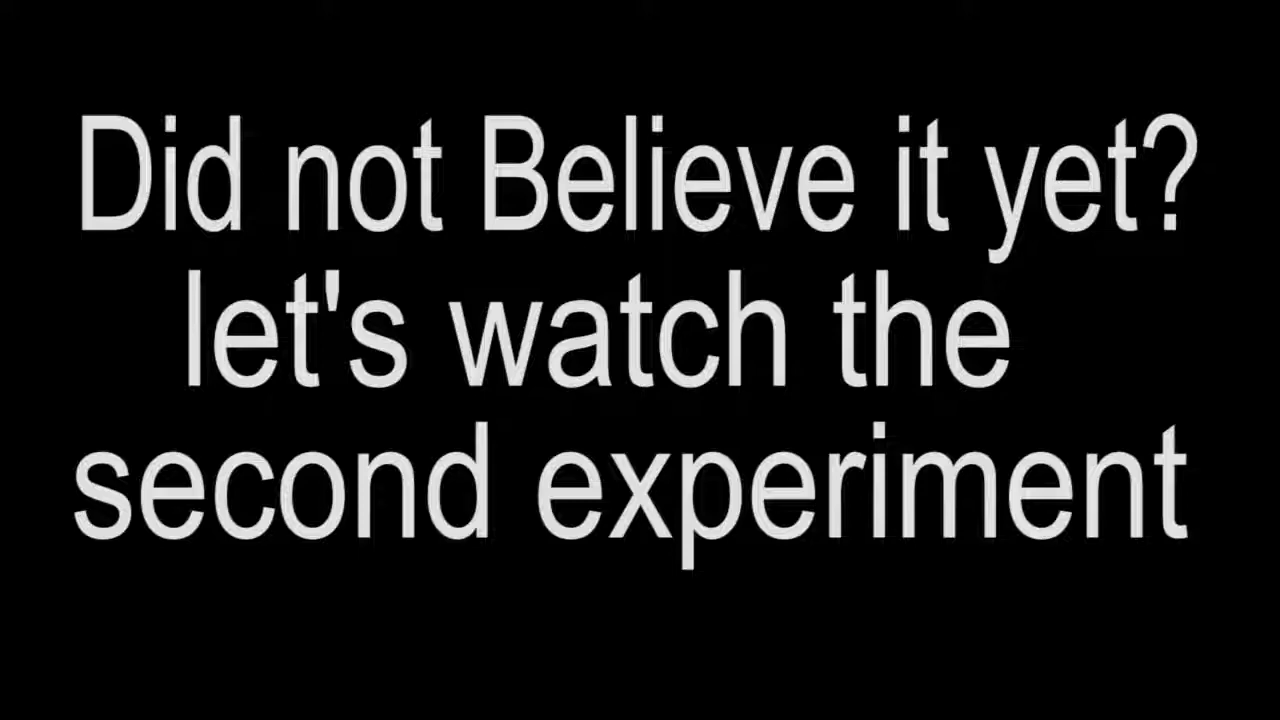 Did not Believe it yet?
let's watch the
second experiment